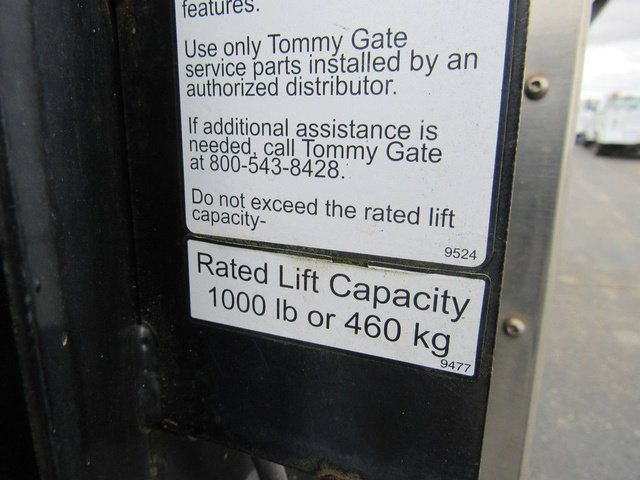 features.
Use only Tommy Gate
service parts installed by an
authorized distributor.
If additional assistance is
needed, call Tommy Gate
at 800-543-8428.
Do not exceed the rated lift
capacity-
9524
Rated Lift Capacity
1000 lb or 460 kg
9477